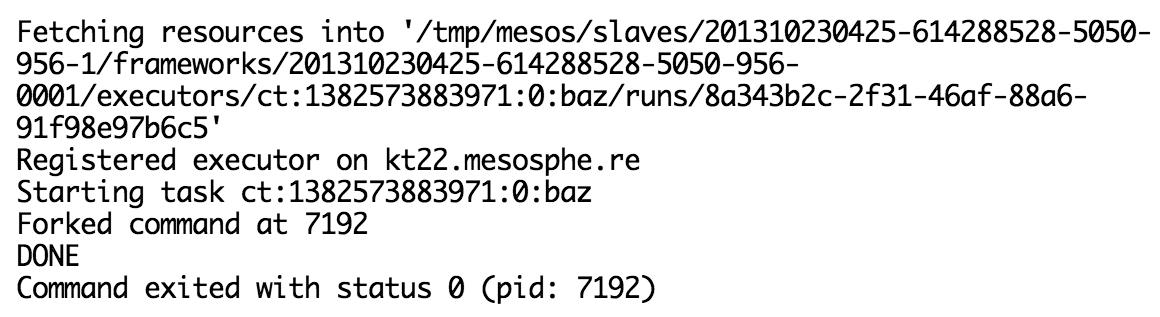 Fetching resources into '/tmp/mesos/slaves/201310230425-614288528-5050-
956-1/frameworks/201310230425-614288528-5050-956-
0001/executors/ct:1382573883971:0:baz/runs/8a343b2c-2f31-46af-88a6-
91f98e97b6c5'
Registered executor on kt22.mesosphe.re
Starting task ct:1382573883971:0:baz
Forked command at 7192
DONE
Command exited with status 0 (pid: 7192)